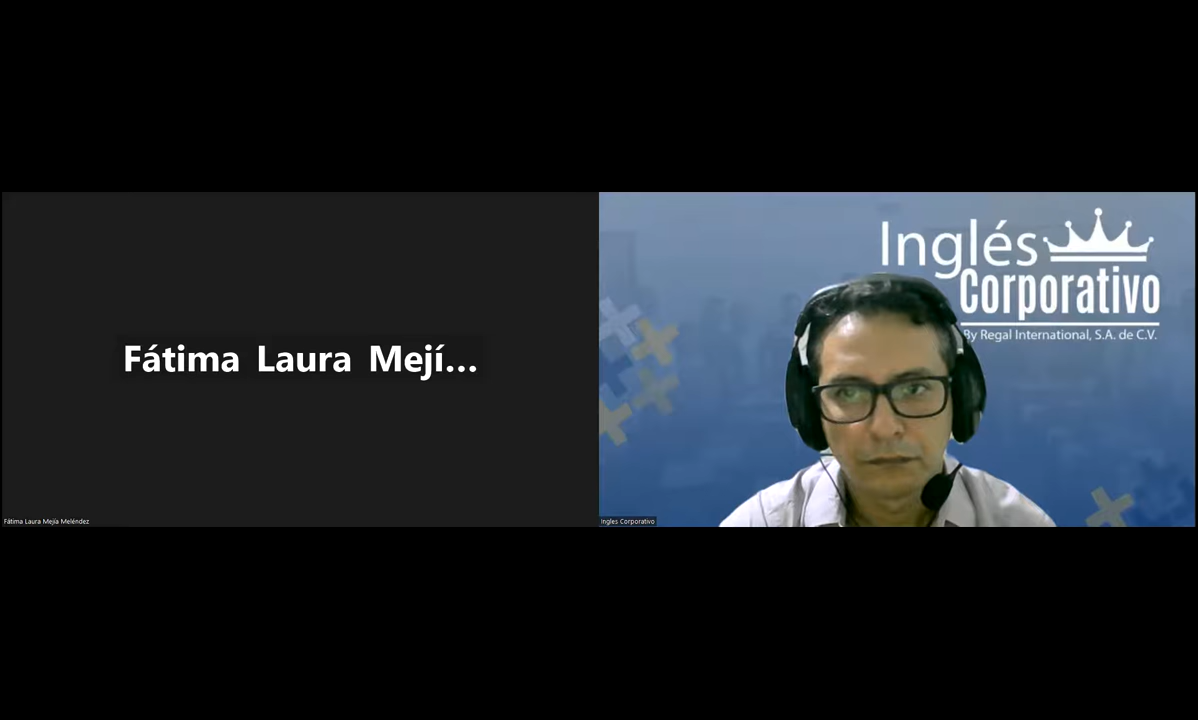 Fátima Laura Mejí...
Fátima Laura Mejía Meléndez
Inglés
Corporativo
By Regal International, S.A. de C.V.
Ingles Corporativo